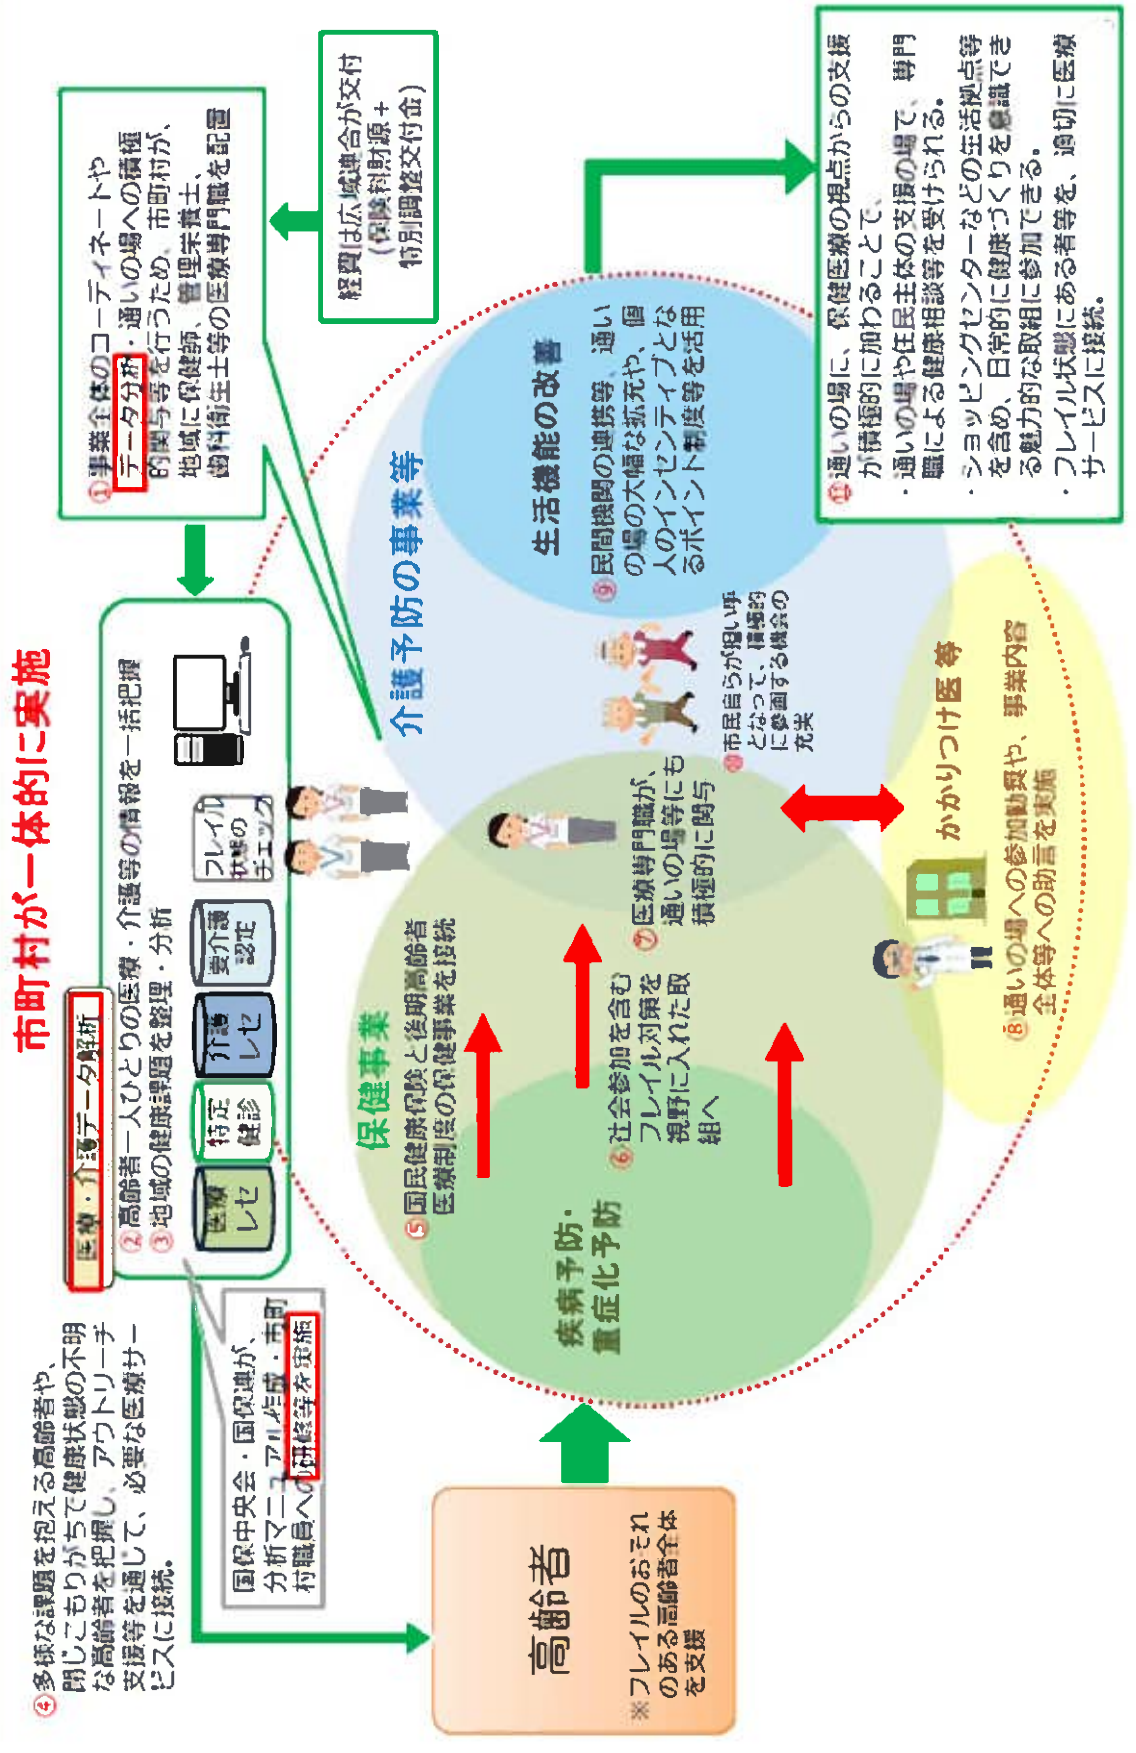 市町村が一体的に実施
④多様な課題を抱える高齢者や、
閉じこもりがちで健康状態の不明
な高齢者を把握し、アウトリーチ
支援等を通じて、必要な医療サー
ビスに接続。
医療・介護データ解析
②高齢者一人ひとりの医療・介護等の情報を一括把握
③地域の健康課題を整理・分析
医療
レセ
特定
健診
介護
レセ
要介護
認定
フレイル
状態の
チェック
①事業全体のコーディネートや
データ分析・通いの場への積極
的関与等を行うため、市町村が、
地域に保健師、管理栄養士、
歯科衛生士等の医療専門職を配置
経費は広域連合が交付
(保険料財源+
特別調整交付金)
国保中央会・国保連が、
分析マニュアル作成・市町
村職員への研修等を実施
高齢者
※フレイルのおそれ
のある高齢者全体
を支援
保健事業
⑤国民健康保険と後期高齢者
医療制度の保健事業を接続
疾病予防・
重症化予防
⑥社会参加を含む
フレイル対策を
視野に入れた取
組へ
⑦医療専門職が、
通いの場等にも
積極的に関与
介護予防の事業等
生活機能の改善
⑨民間機関の連携等、通い
の場の大幅な拡充や、個
人のインセンティブとな
るポイント制度等を活用
⑩市民自らが担い手
となって、積極的
に参画する機会の
充実
かかりつけ医等
⑧通いの場への参加勧奨や、事業内容
全体等への助言を実施
⑪通いの場に、保健医療の視点からの支援
が積極的に加わることで、
・通いの場や住民主体の支援の場で、専門
職による健康相談等を受けられる。
・ショッピングセンターなどの生活拠点等
を含め、日常的に健康づくりを意識でき
る魅力的な取組に参加できる。
・フレイル状態にある者等を、適切に医療
サービスに接続。